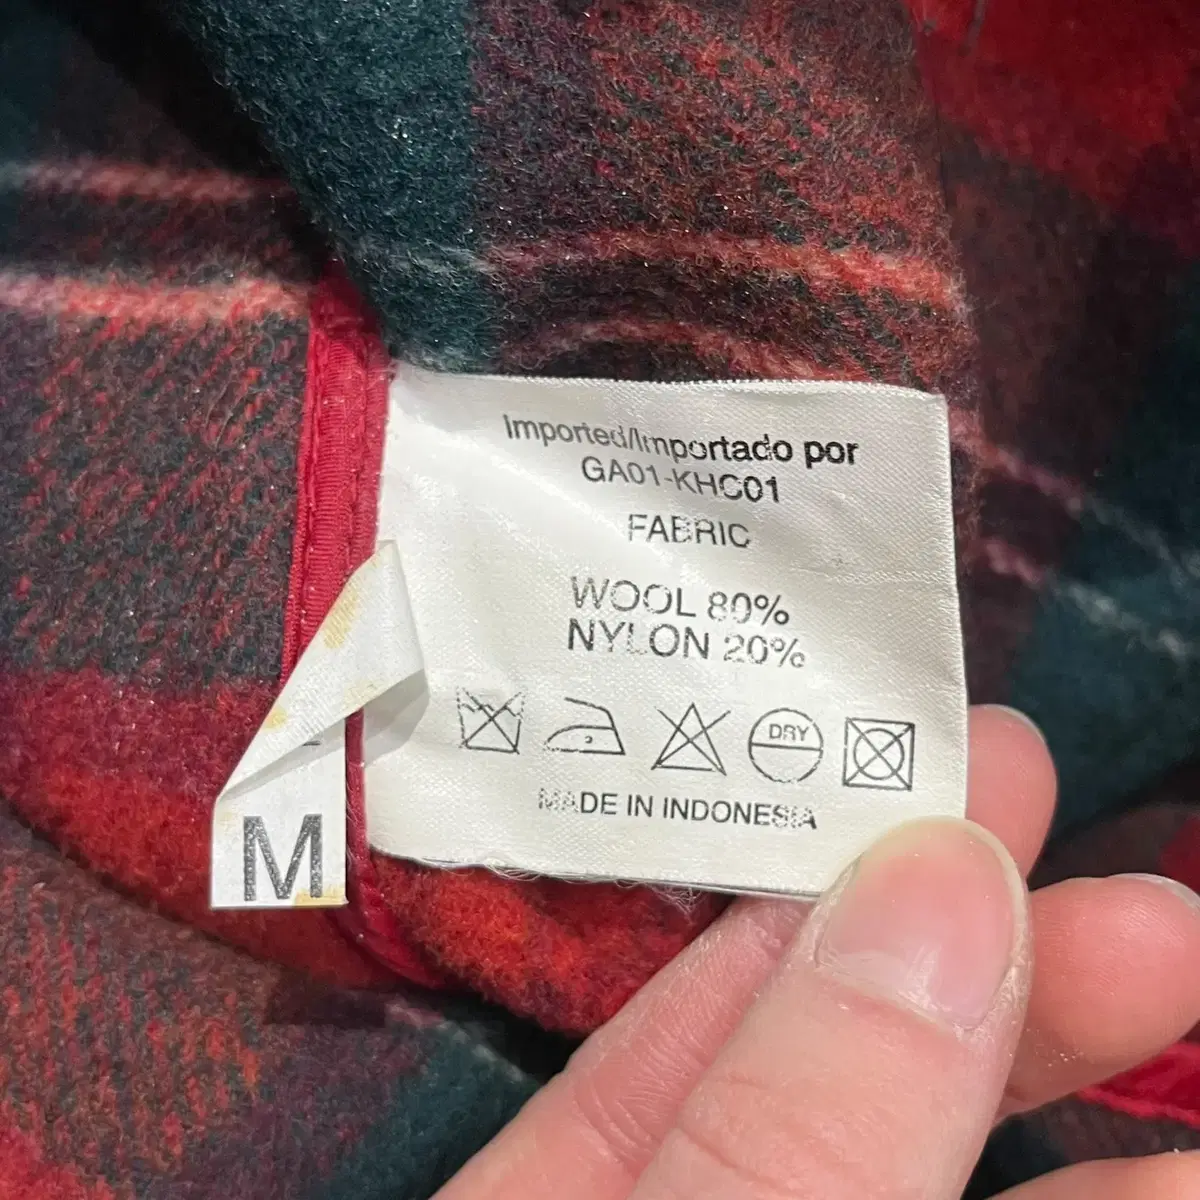 Imported/Importado por
GA01-KHC01
FABRIC
WOOL 80%
NYLON 20%
DRY
MADE IN INDONESIA
M